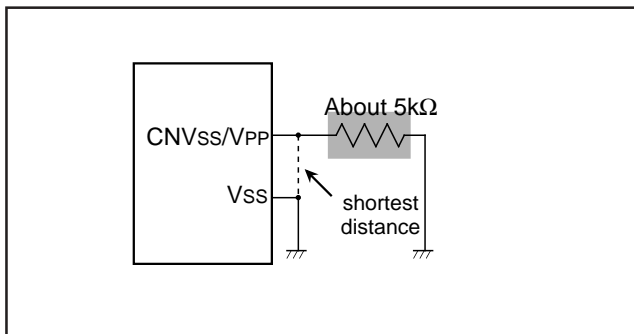 About 5kΩ
CNVSS/VPP
VSS
shortest
distance